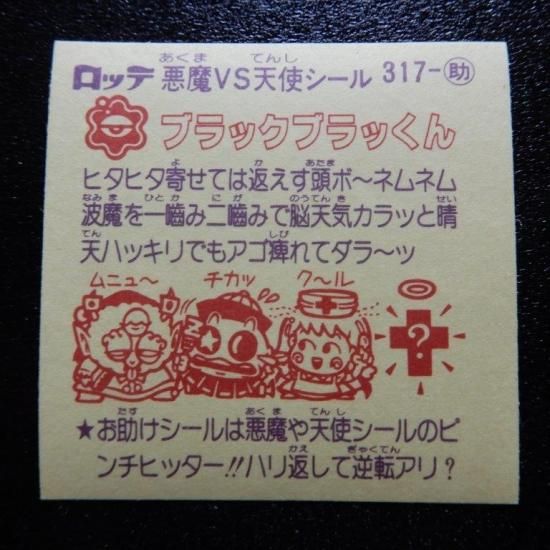 ロッテ 悪魔VS天使シール 317-助
ブラックブラッくん
ヒタヒタ寄せては返えす頭ボ〜ネムネム
波魔を一嚙み二嚙みで脳天気カラッと晴
天ハッキリでもアゴ痺れてダラ〜ッ
ムニュ〜 チカッ ク〜ル
?
★お助けシールは悪魔や天使シールのピ
ンチヒッター!!ハリ返して逆転アリ?